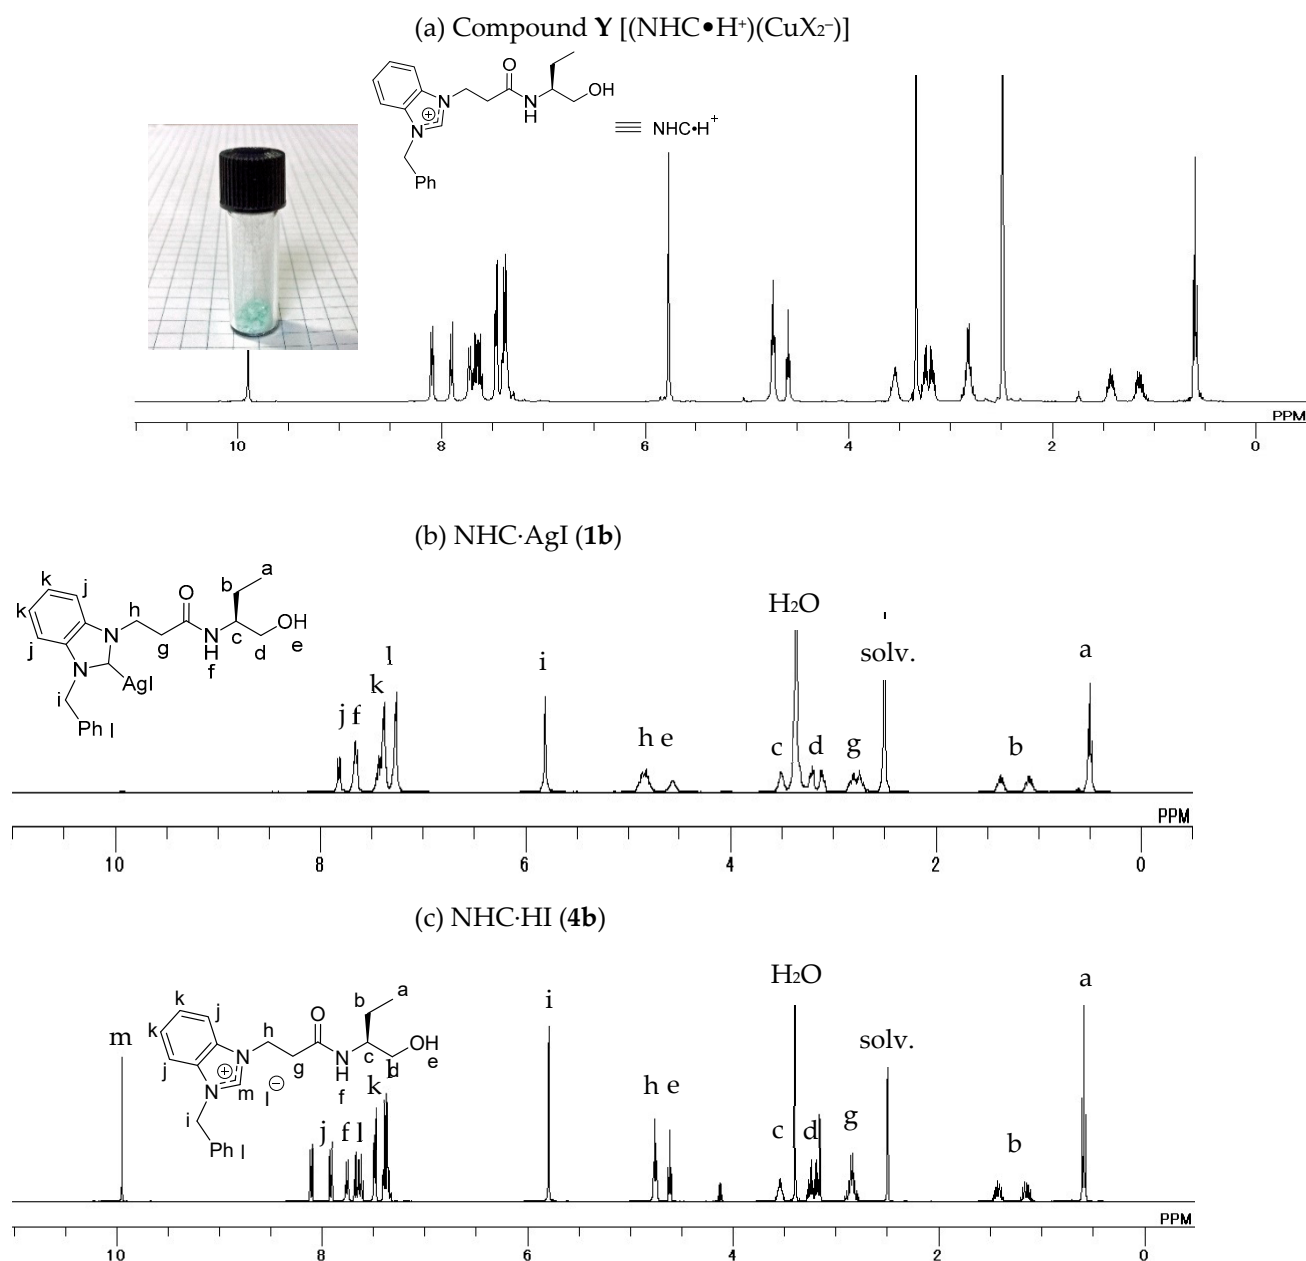 (a) Compound Y [(NHC●H⁺)(CuX₂⁻)]
O
OH
N
N
H
⊕
N
Ph
≡ NHC•H⁺
PPM
10 8 6 4 2 0
(b) NHC·AgI (1b)
a
b
k j O
k h OH
N N c
j g H d e
N f
AgI
i
Ph l
j f k l i h e c H₂O d g solv. b a
PPM
10 8 6 4 2 0
(c) NHC·HI (4b)
a
b
k j O
k h OH
N N c d e
j g H
⊕ f
N m I⊖
i
Ph l
m j f l k l i h e c H₂O d g solv. b a
PPM
10 8 6 4 2 0